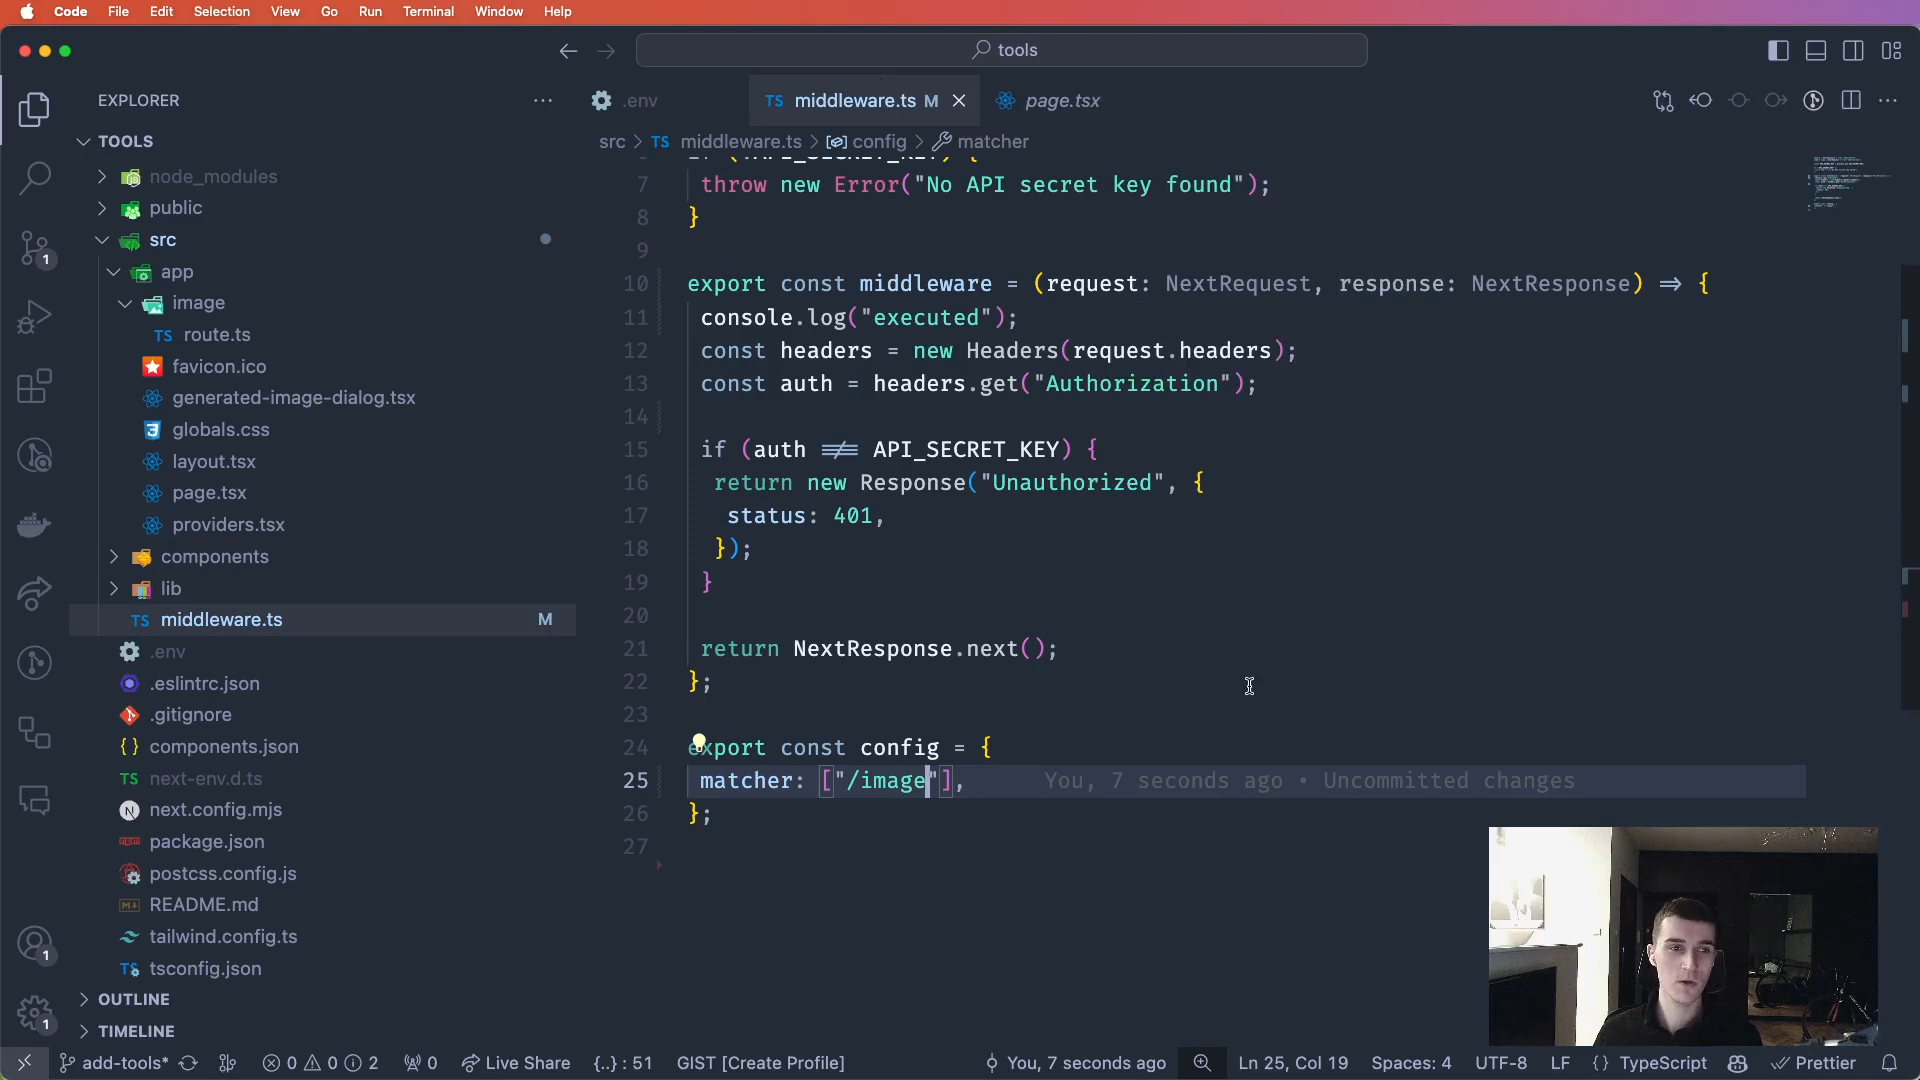 Code File Edit Selection View Go Run Terminal Window Help
tools
EXPLORER
.env
middleware.ts M
page.tsx
src > TS middleware.ts > config > matcher
TOOLS
node_modules
public
src
app
image
TS route.ts
favicon.ico
generated-image-dialog.tsx
globals.css
layout.tsx
page.tsx
providers.tsx
components
lib
TS middleware.ts M
.env
.eslintrc.json
.gitignore
components.json
TS next-env.d.ts
next.config.mjs
package.json
postcss.config.js
README.md
tailwind.config.ts
tsconfig.json
OUTLINE
TIMELINE
if (!API_SECRET_KEY) {
7 throw new Error("No API secret key found");
8 }
9
10 export const middleware = (request: NextRequest, response: NextResponse) => {
11 console.log("executed");
12 const headers = new Headers(request.headers);
13 const auth = headers.get("Authorization");
14
15 if (auth !== API_SECRET_KEY) {
16 return new Response("Unauthorized", {
17 status: 401,
18 });
19 }
20
21 return NextResponse.next();
22 };
23
24 export const config = {
25 matcher: ["/image"], You, 7 seconds ago • Uncommitted changes
26 };
27
1
1
1
add-tools* 0 0 2 0 Live Share {..} : 51 GIST [Create Profile] You, 7 seconds ago Ln 25, Col 19 Spaces: 4 UTF-8 LF {} TypeScript Prettier